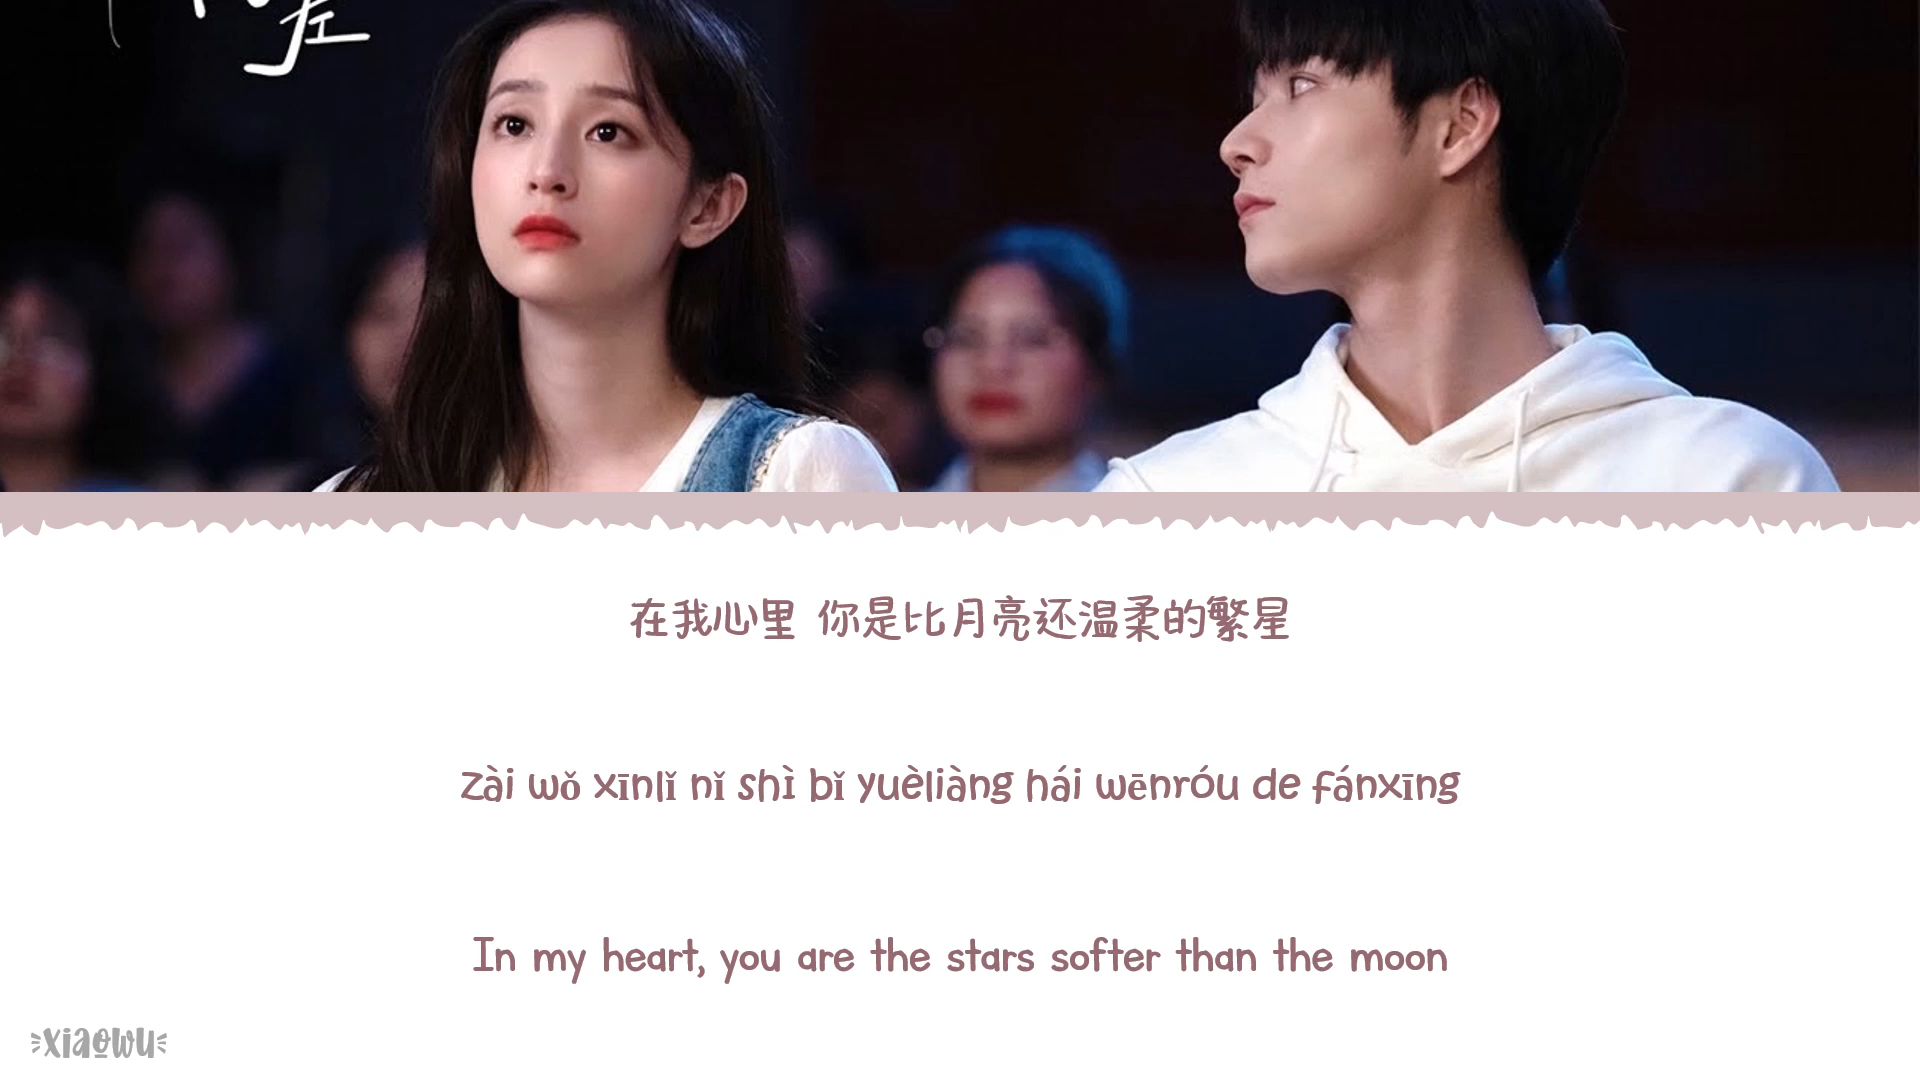 在我心里 你是比月亮还温柔的繁星
zài wǒ xīnlǐ nǐ shì bǐ yuèliàng hái wēnróu de fánxīng
In my heart, you are the stars softer than the moon
xiaowu